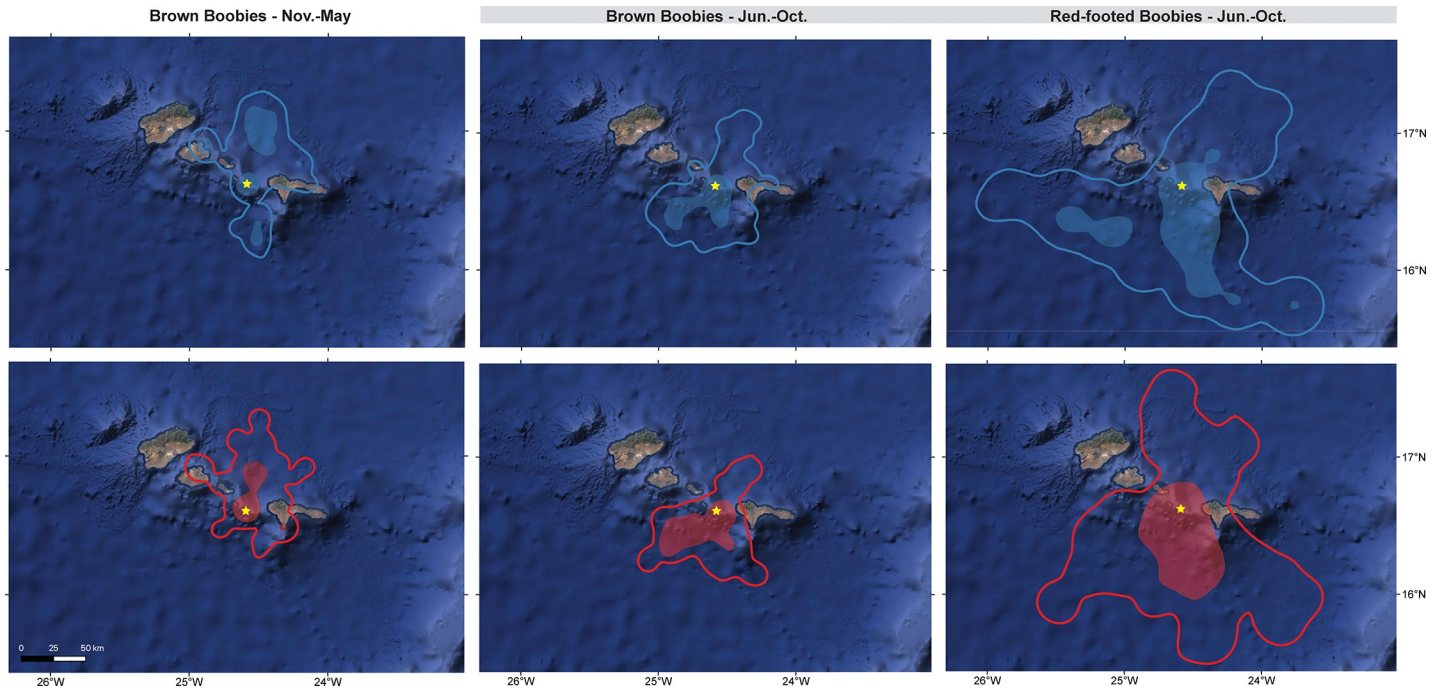 Brown Boobies - Nov.-May
Brown Boobies - Jun.-Oct.
Red-footed Boobies - Jun.-Oct.
17°N
16°N
17°N
16°N
0 25 50 km
26°W 25°W 24°W 26°W 25°W 24°W 26°W 25°W 24°W